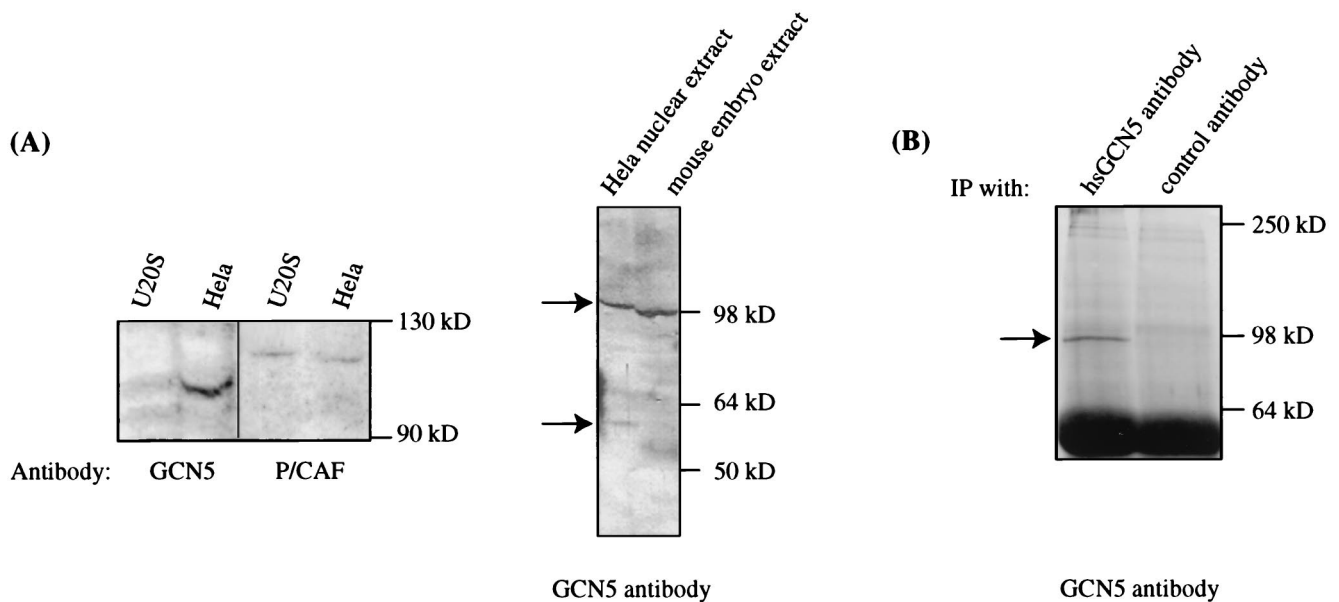 (A)
U20S
Hela
U20S
Hela
130 kD
90 kD
Antibody: GCN5 P/CAF
Hela nuclear extract
mouse embryo extract
98 kD
64 kD
50 kD
GCN5 antibody
(B)
IP with:
hsGCN5 antibody
control antibody
250 kD
98 kD
64 kD
GCN5 antibody